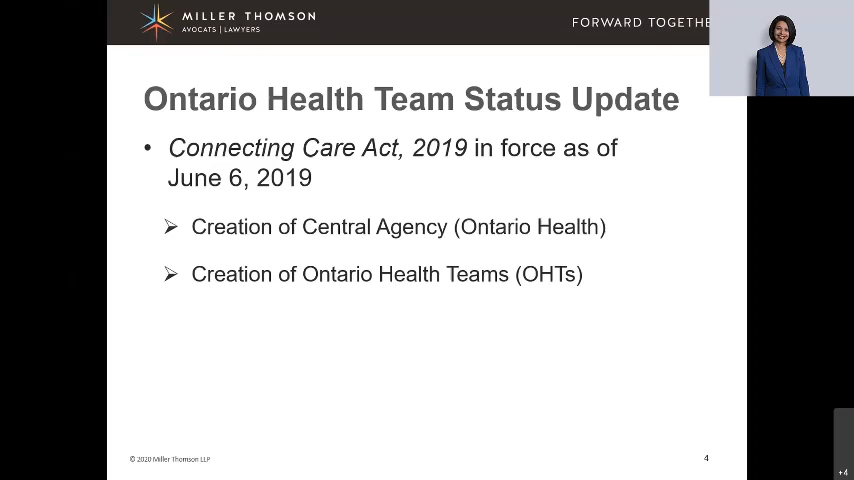 MILLER THOMSON
AVOCATS | LAWYERS
FORWARD TOGETHE
Ontario Health Team Status Update
• Connecting Care Act, 2019 in force as of
June 6, 2019
➢ Creation of Central Agency (Ontario Health)
➢ Creation of Ontario Health Teams (OHTs)
© 2020 Miller Thomson LLP
4
+4